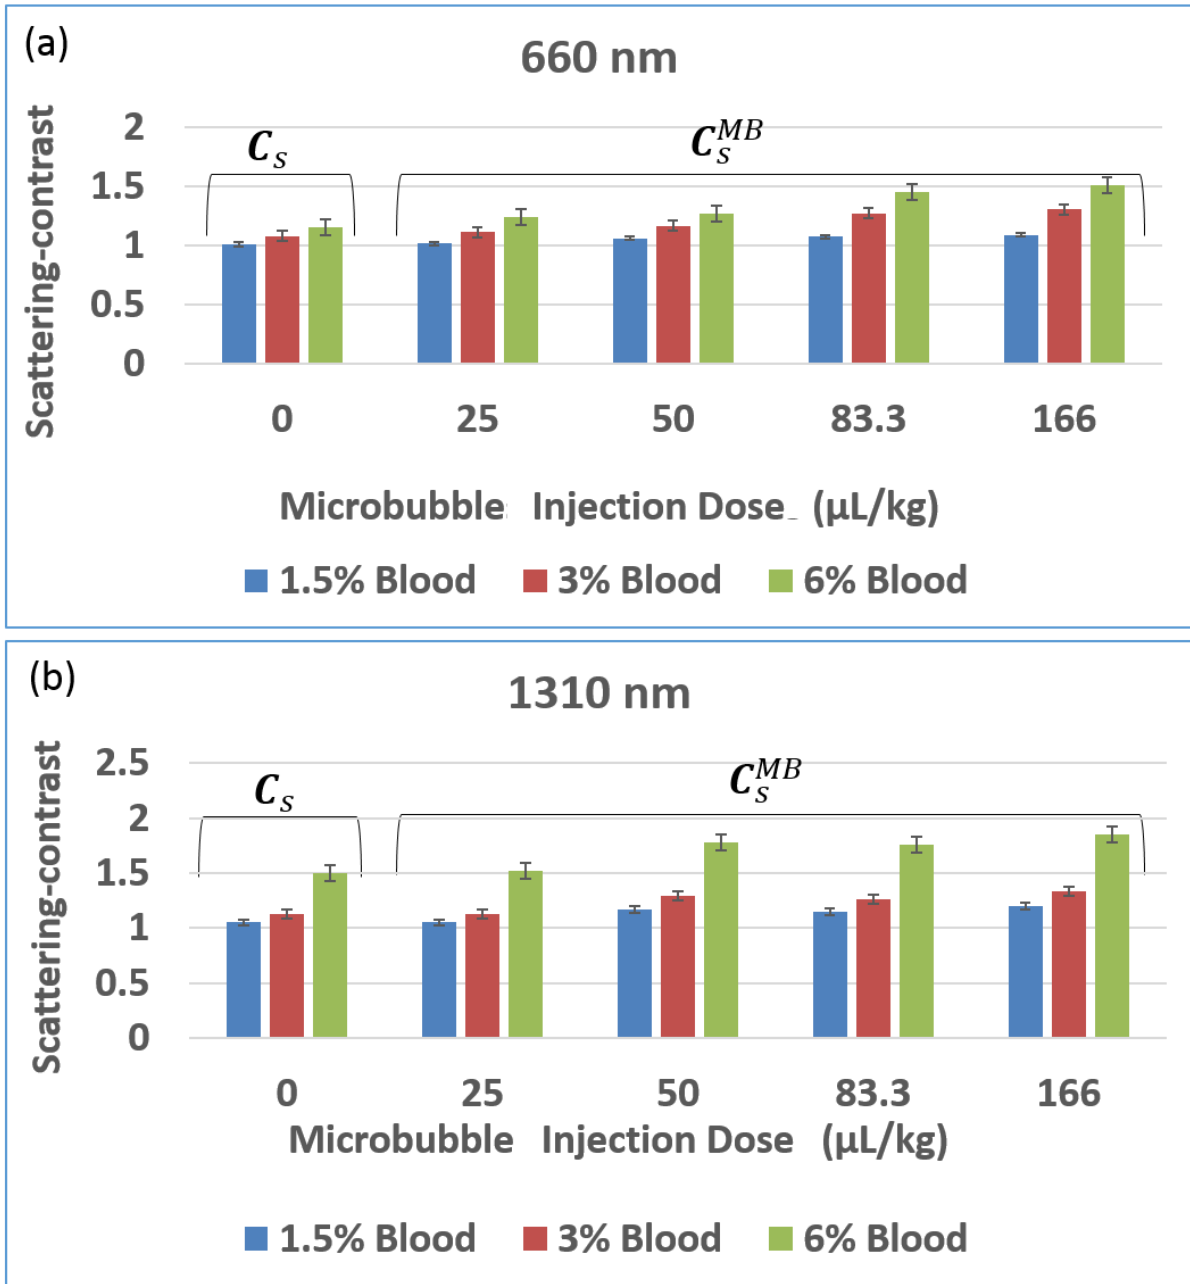 (a)
660 nm
Scattering-contrast
2
1.5
1
0.5
0
C_s
C_s^{MB}
0 25 50 83.3 166
Microbubble Injection Dose (µL/kg)
1.5% Blood 3% Blood 6% Blood
(b)
1310 nm
Scattering-contrast
2.5
2
1.5
1
0.5
0
C_s
C_s^{MB}
0 25 50 83.3 166
Microbubble Injection Dose (µL/kg)
1.5% Blood 3% Blood 6% Blood